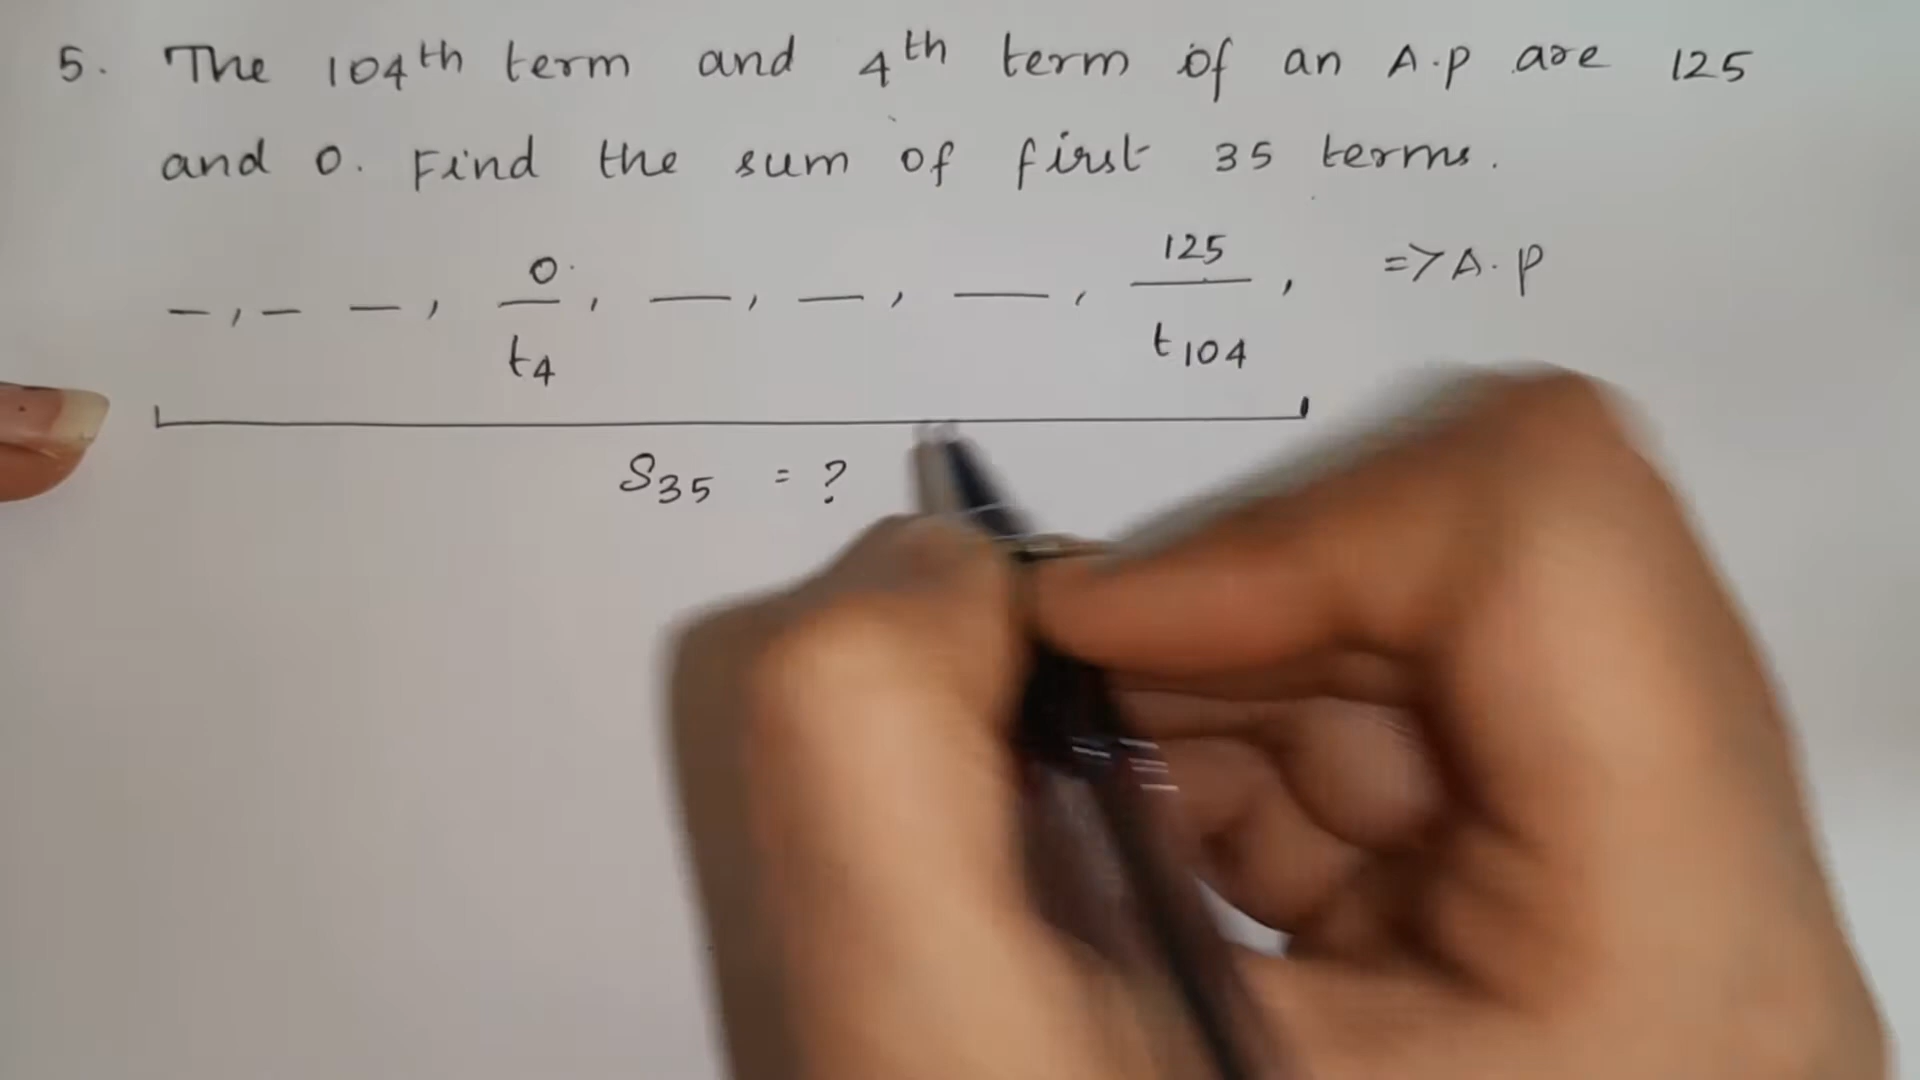 5. The 104th term and 4th term of an A.p are 125
and 0. Find the sum of first 35 terms.
_, _ _, 0, _, _, _, 125, => A.p
t4 t104
S35 = ?